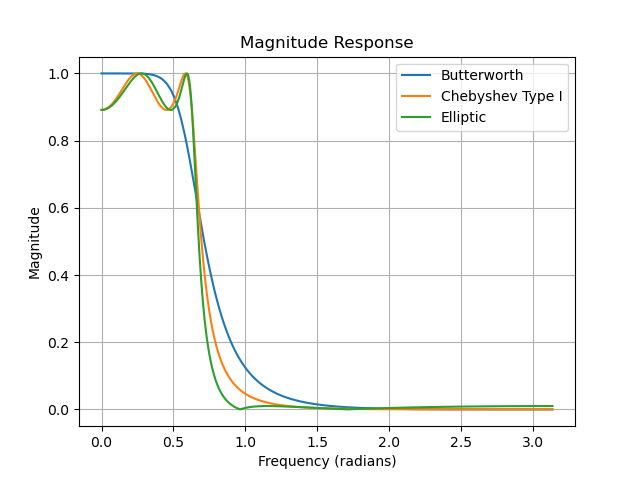 Magnitude Response
Butterworth
Chebyshev Type I
Elliptic
Magnitude
1.0
0.8
0.6
0.4
0.2
0.0
0.0 0.5 1.0 1.5 2.0 2.5 3.0
Frequency (radians)